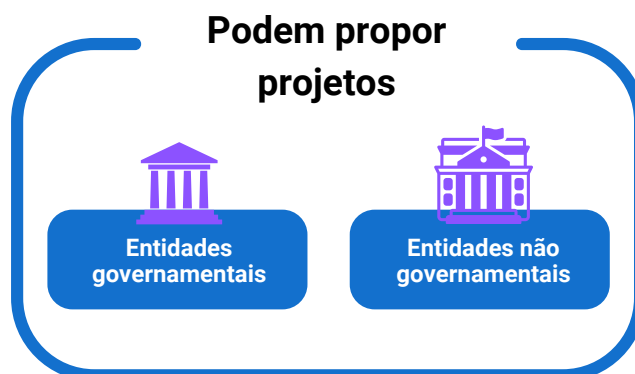 Podem propor
projetos
Entidades
governamentais
Entidades não
governamentais